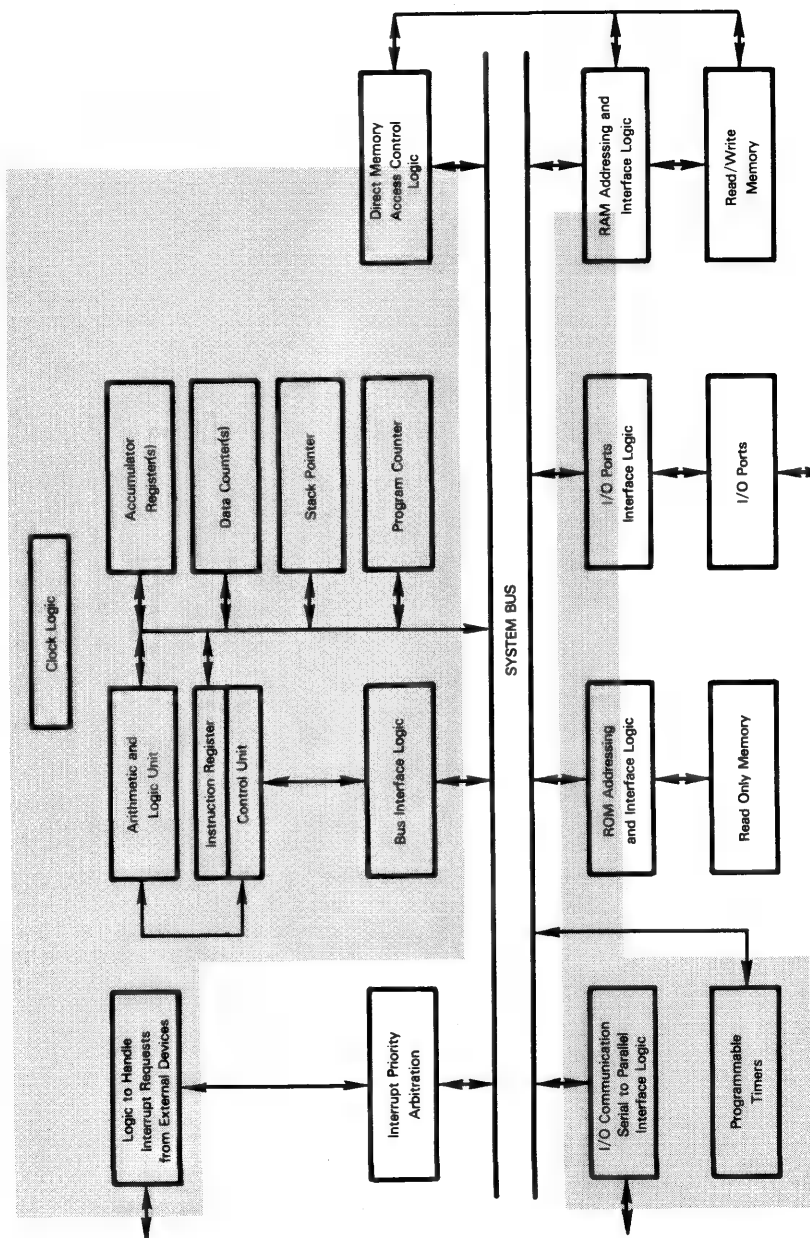 Clock Logic
Logic to Handle
Interrupt Requests
from External Devices
Arithmetic and
Logic Unit
Accumulator
Register(s)
Instruction Register
Control Unit
Data Counter(s)
Stack Pointer
Interrupt Priority
Arbitration
Bus Interface Logic
Program Counter
Direct Memory
Access Control
Logic
SYSTEM BUS
I/O Communication
Serial to Parallel
Interface Logic
ROM Addressing
and Interface Logic
I/O Ports
Interface Logic
RAM Addressing and
Interface Logic
Programmable
Timers
Read Only Memory
I/O Ports
Read/Write
Memory